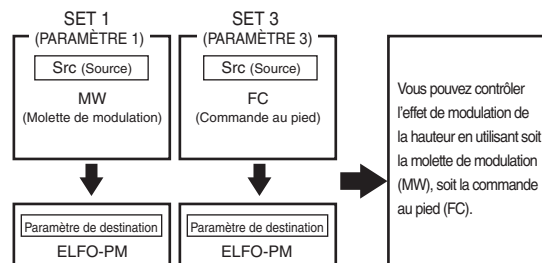 SET 1
(PARAMÈTRE 1)
Src (Source)
MW
(Molette de modulation)
Paramètre de destination
ELFO-PM
SET 3
(PARAMÈTRE 3)
Src (Source)
FC
(Commande au pied)
Paramètre de destination
ELFO-PM
Vous pouvez contrôler
l'effet de modulation de
la hauteur en utilisant soit
la molette de modulation
(MW), soit la commande
au pied (FC).